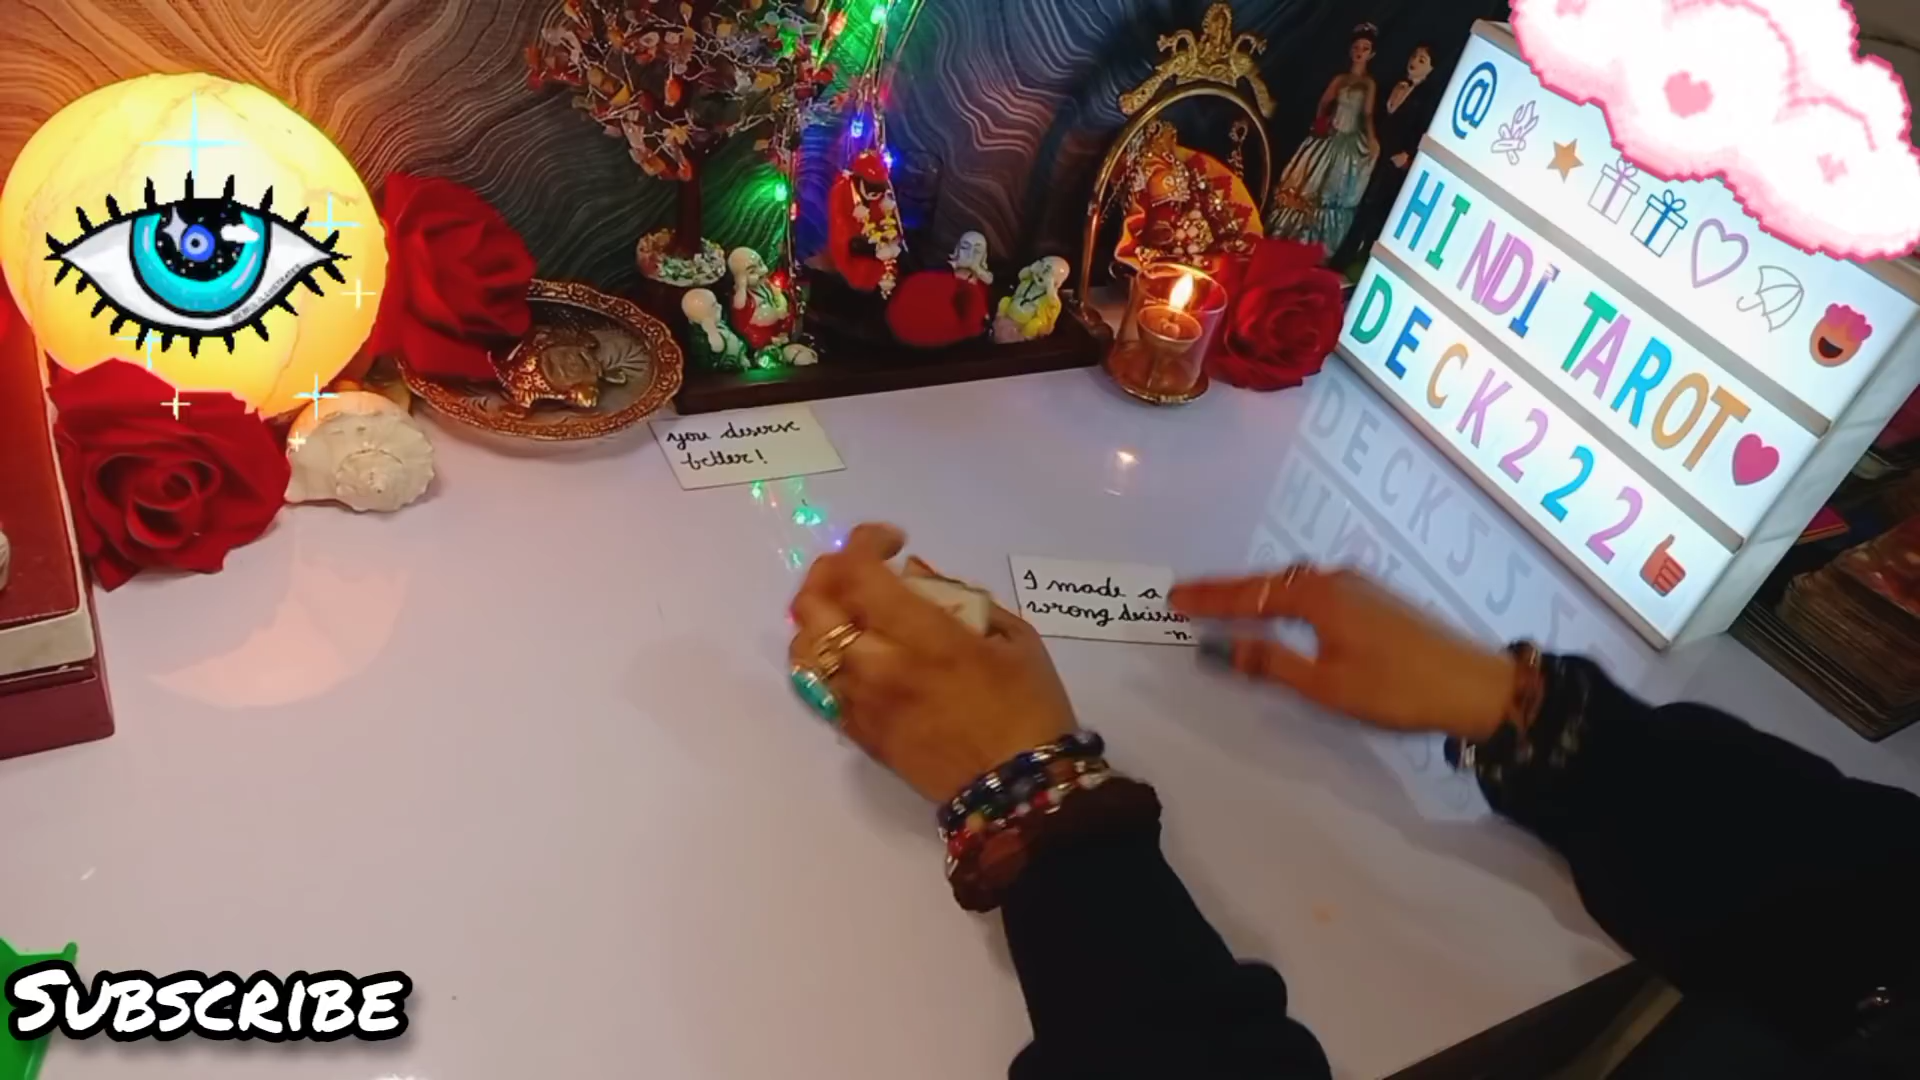 @
HINDI TAROT
DECK222
you deserve
better!
I made a
wrong decision
-n.
SUBSCRIBE